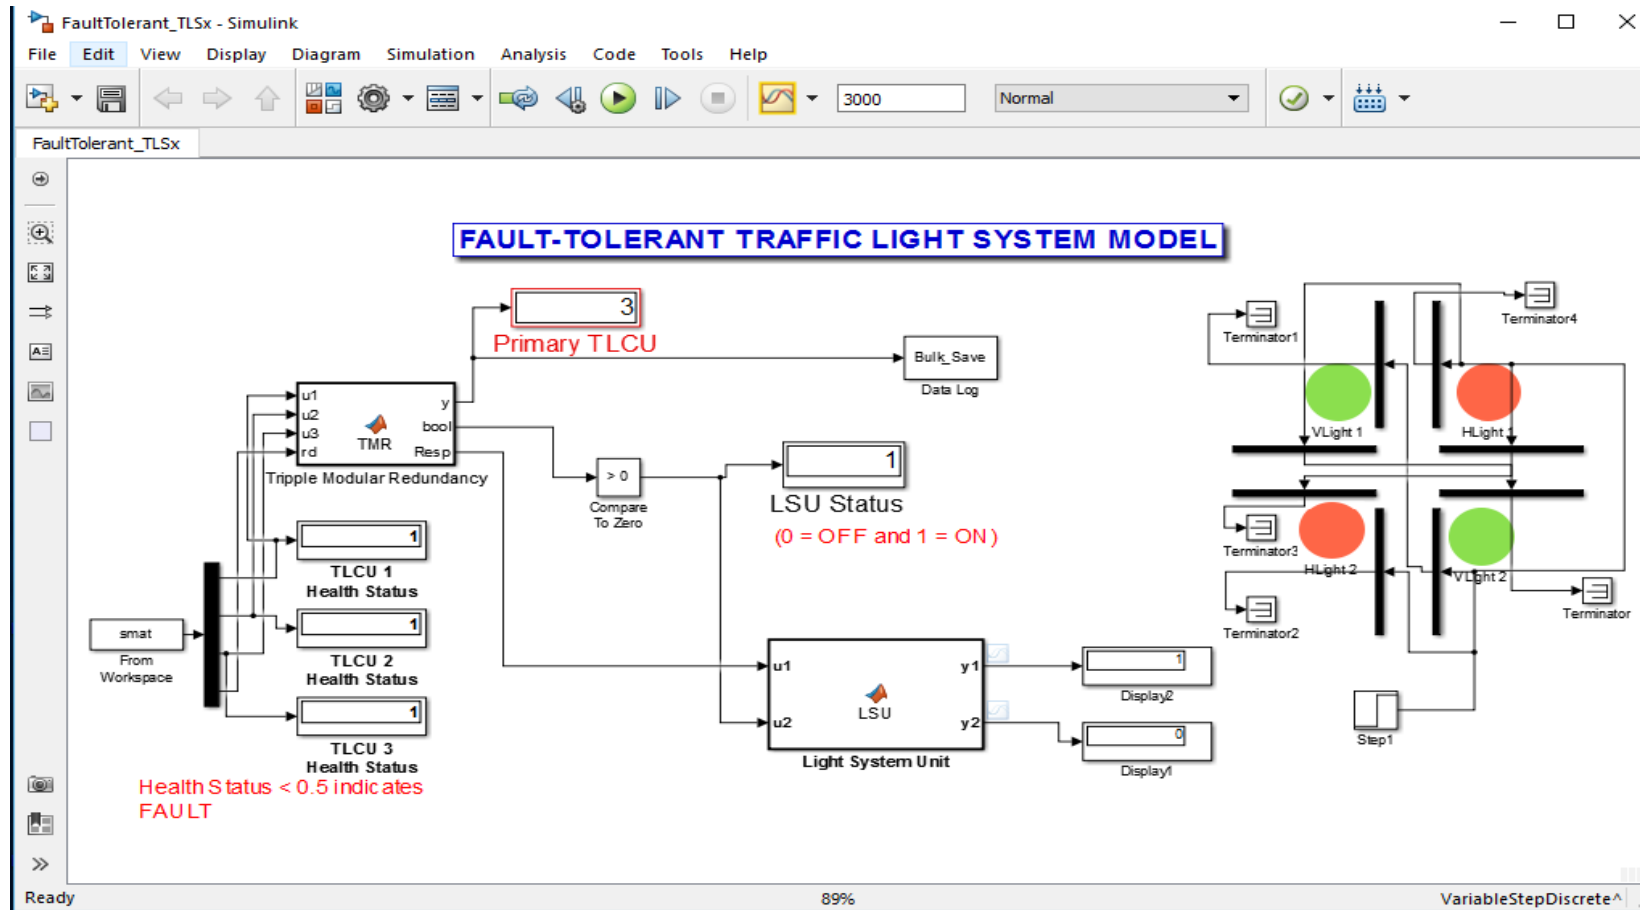 FaultTolerant_TLSx - Simulink
File Edit View Display Diagram Simulation Analysis Code Tools Help
3000 Normal
FaultTolerant_TLSx
FAULT-TOLERANT TRAFFIC LIGHT SYSTEM MODEL
3
Primary TLCU
Bulk_Save
Data Log
u1
u2
u3
rd
TMR
y
bool
Resp
Tripple Modular Redundancy
> 0
Compare
To Zero
1
LSU Status
(0 = OFF and 1 = ON)
1
TLCU 1
Health Status
1
TLCU 2
Health Status
1
TLCU 3
Health Status
smat
From
Workspace
Health Status < 0.5 indicates
FAULT
u1
u2
LSU
y1
y2
Light System Unit
1
Display2
0
Display1
Terminator1
Terminator4
VLight 1
HLight 1
Terminator3
HLight 2
VLight 2
Terminator2
Terminator
Step1
Ready 89% VariableStepDiscrete^